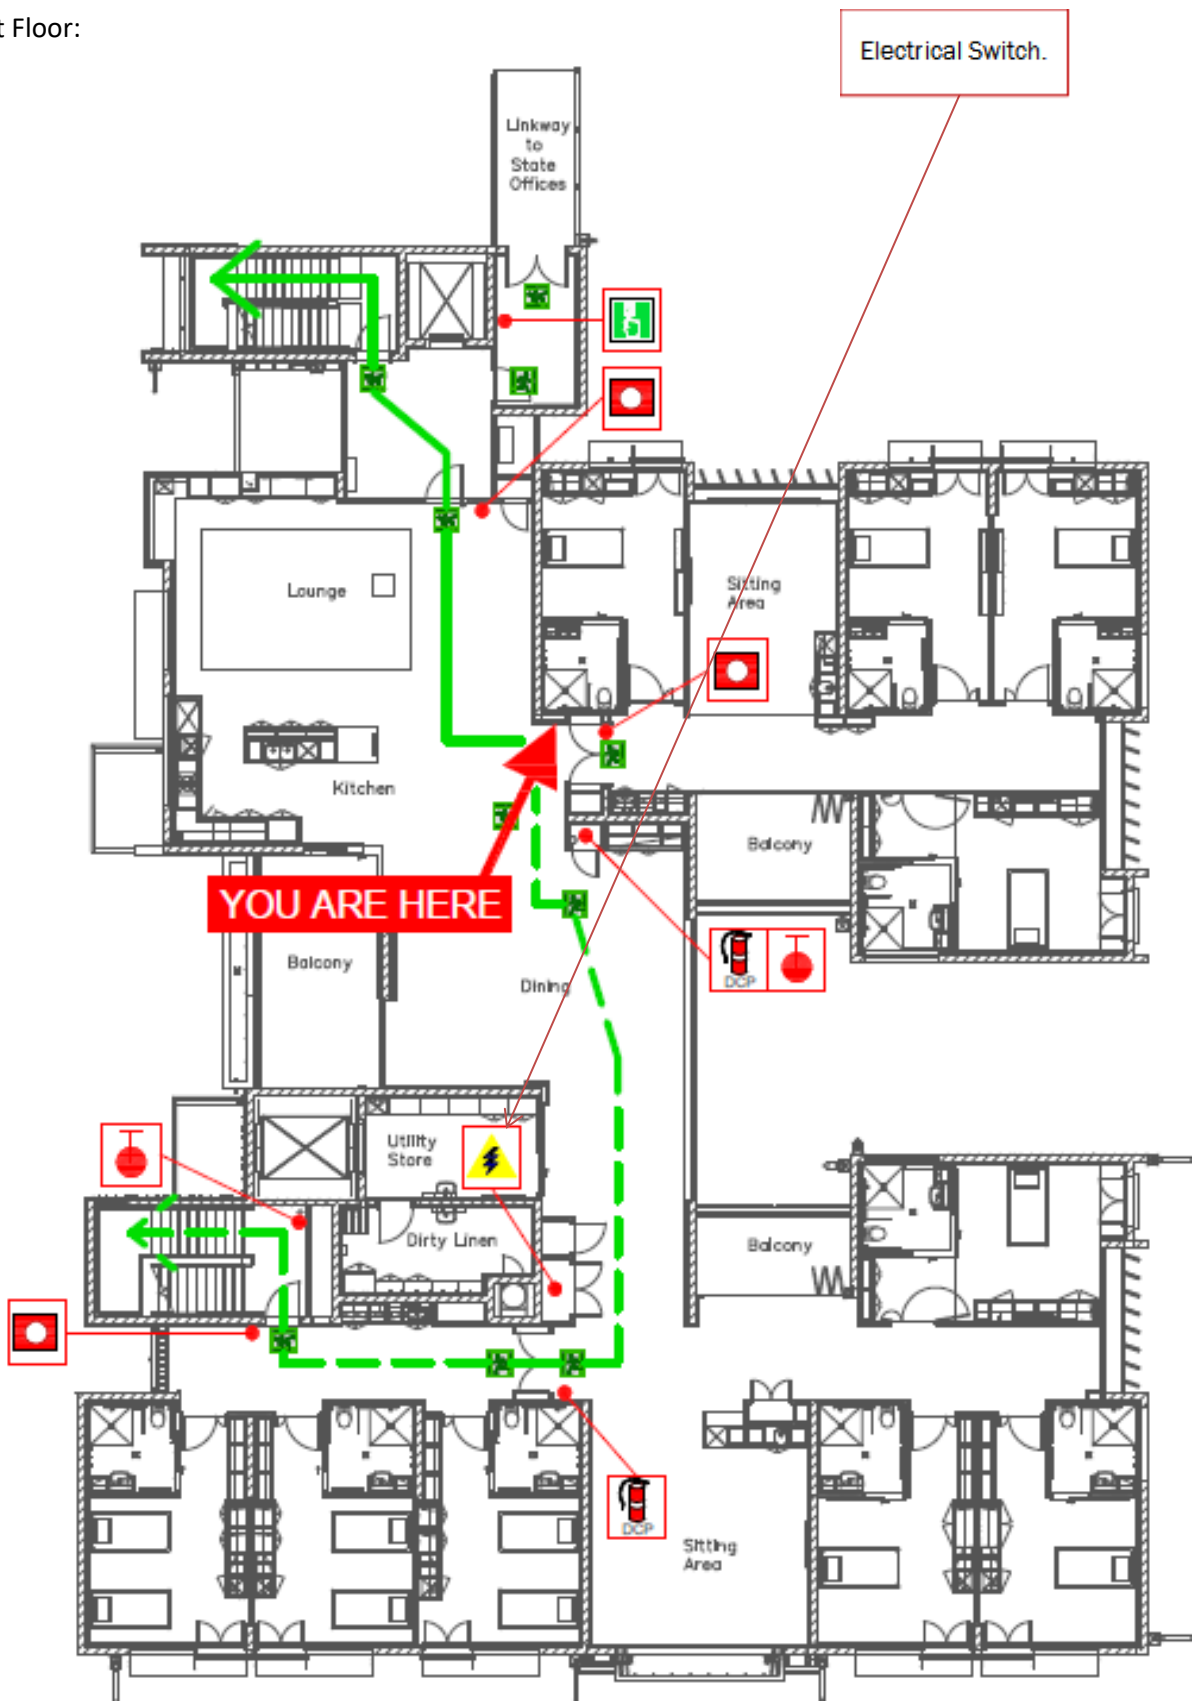 t Floor:
Electrical Switch.
Linkway
to
State
Offices
Lounge
Sitting
Area
Kitchen
Balcony
YOU ARE HERE
DCP
Balcony
Dining
Utility
Store
Dirty Linen
Balcony
DCP
Sitting
Area